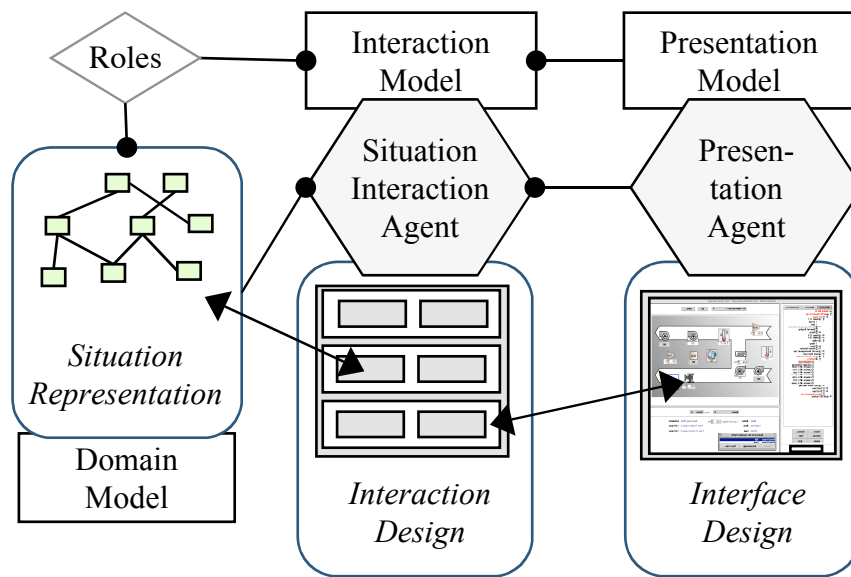 Roles
Interaction
Model
Presentation
Model
Situation
Interaction
Agent
Presen-
tation
Agent
Situation
Representation
Domain
Model
Interaction
Design
Interface
Design